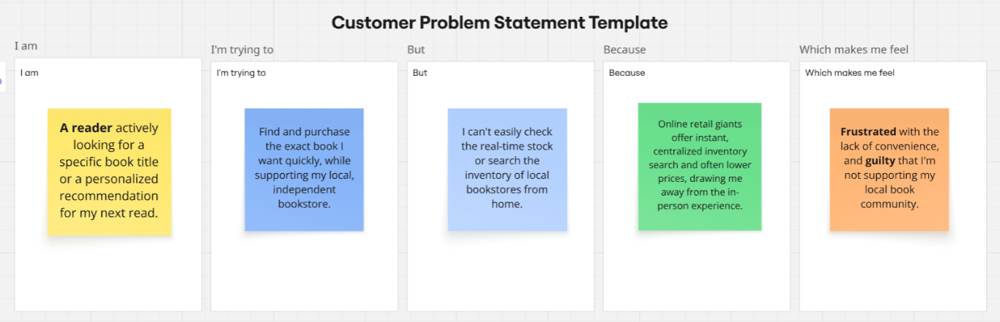 Customer Problem Statement Template
I am
I am
A reader actively
looking for a
specific book title
or a personalized
recommendation
for my next read.
I'm trying to
I'm trying to
Find and purchase
the exact book I
want quickly, while
supporting my local,
independent
bookstore.
But
But
I can't easily check
the real-time stock
or search the
inventory of local
bookstores from
home.
Because
Because
Online retail giants
offer instant,
centralized inventory
search and often lower
prices, drawing me
away from the in-
person experience.
Which makes me feel
Which makes me feel
Frustrated with the
lack of convenience,
and guilty that I'm
not supporting my
local book
community.